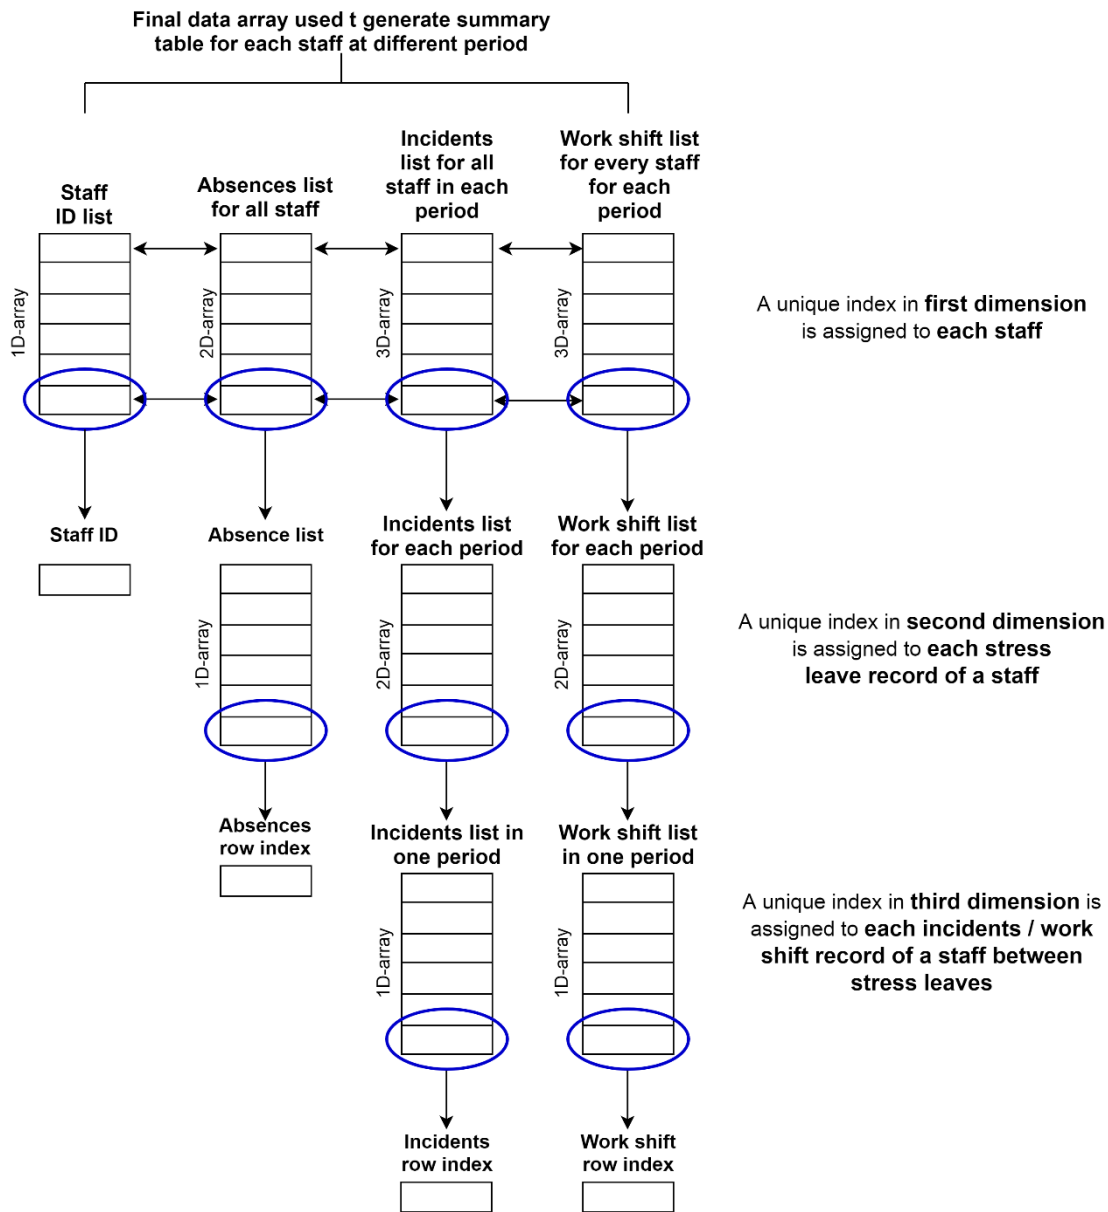 Final data array used t generate summary
table for each staff at different period
Staff
ID list
Absences list
for all staff
Incidents
list for all
staff in each
period
Work shift list
for every staff
for each
period
1D-array
2D-array
3D-array
3D-array
A unique index in first dimension
is assigned to each staff
Staff ID
Absence list
Incidents list
for each period
Work shift list
for each period
1D-array
2D-array
2D-array
A unique index in second dimension
is assigned to each stress
leave record of a staff
Absences
row index
Incidents list in
one period
Work shift list
in one period
1D-array
1D-array
A unique index in third dimension is
assigned to each incidents / work
shift record of a staff between
stress leaves
Incidents
row index
Work shift
row index